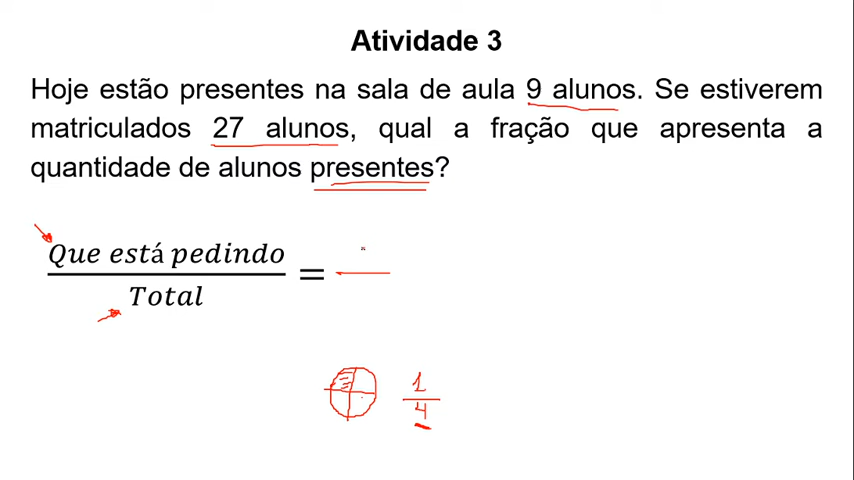 Atividade 3
Hoje estão presentes na sala de aula 9 alunos. Se estiverem
matriculados 27 alunos, qual a fração que apresenta a
quantidade de alunos presentes?
Que está pedindo
=
Total
1
4